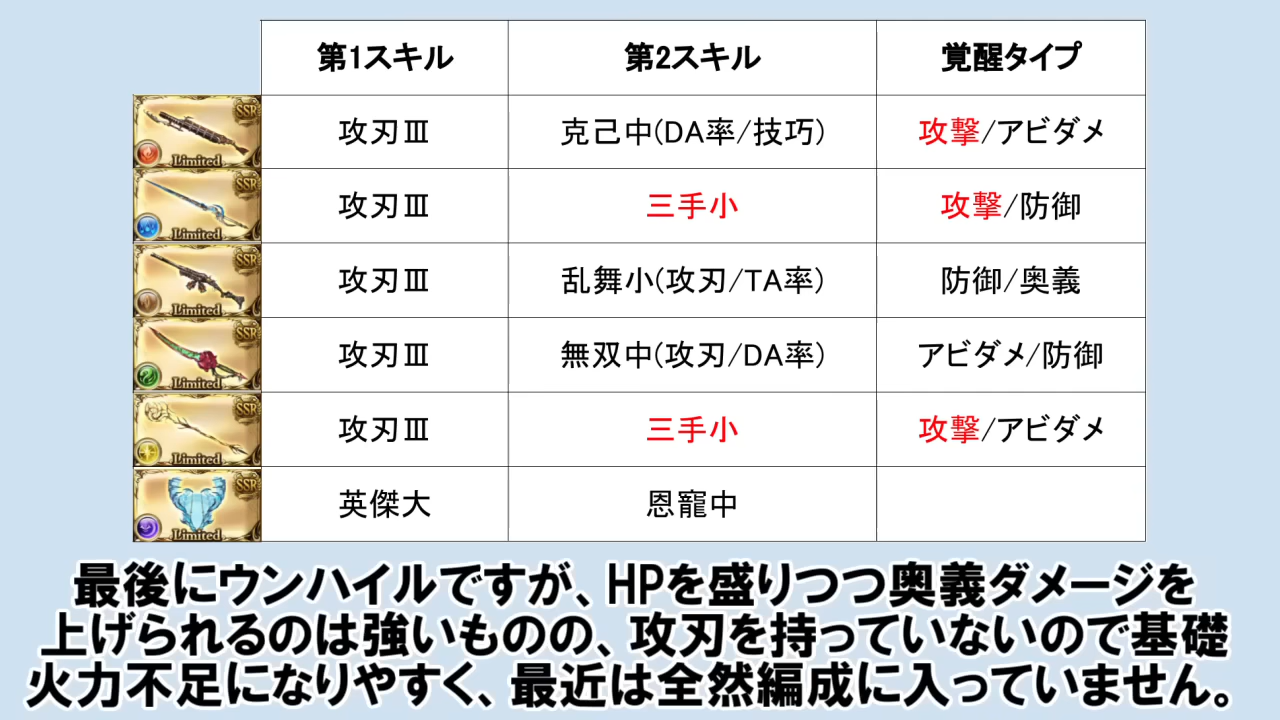 第1スキル 第2スキル 覚醒タイプ
SSR Limited 攻刃Ⅲ 克己中(DA率/技巧) 攻撃/アビダメ
SSR Limited 攻刃Ⅲ 三手小 攻撃/防御
SSR Limited 攻刃Ⅲ 乱舞小(攻刃/TA率) 防御/奥義
SSR Limited 攻刃Ⅲ 無双中(攻刃/DA率) アビダメ/防御
SSR Limited 攻刃Ⅲ 三手小 攻撃/アビダメ
SSR Limited 英傑大 恩寵中
最後にウンハイルですが、HPを盛りつつ奥義ダメージを
上げられるのは強いものの、攻刃を持っていないので基礎
火力不足になりやすく、最近は全然編成に入っていません。